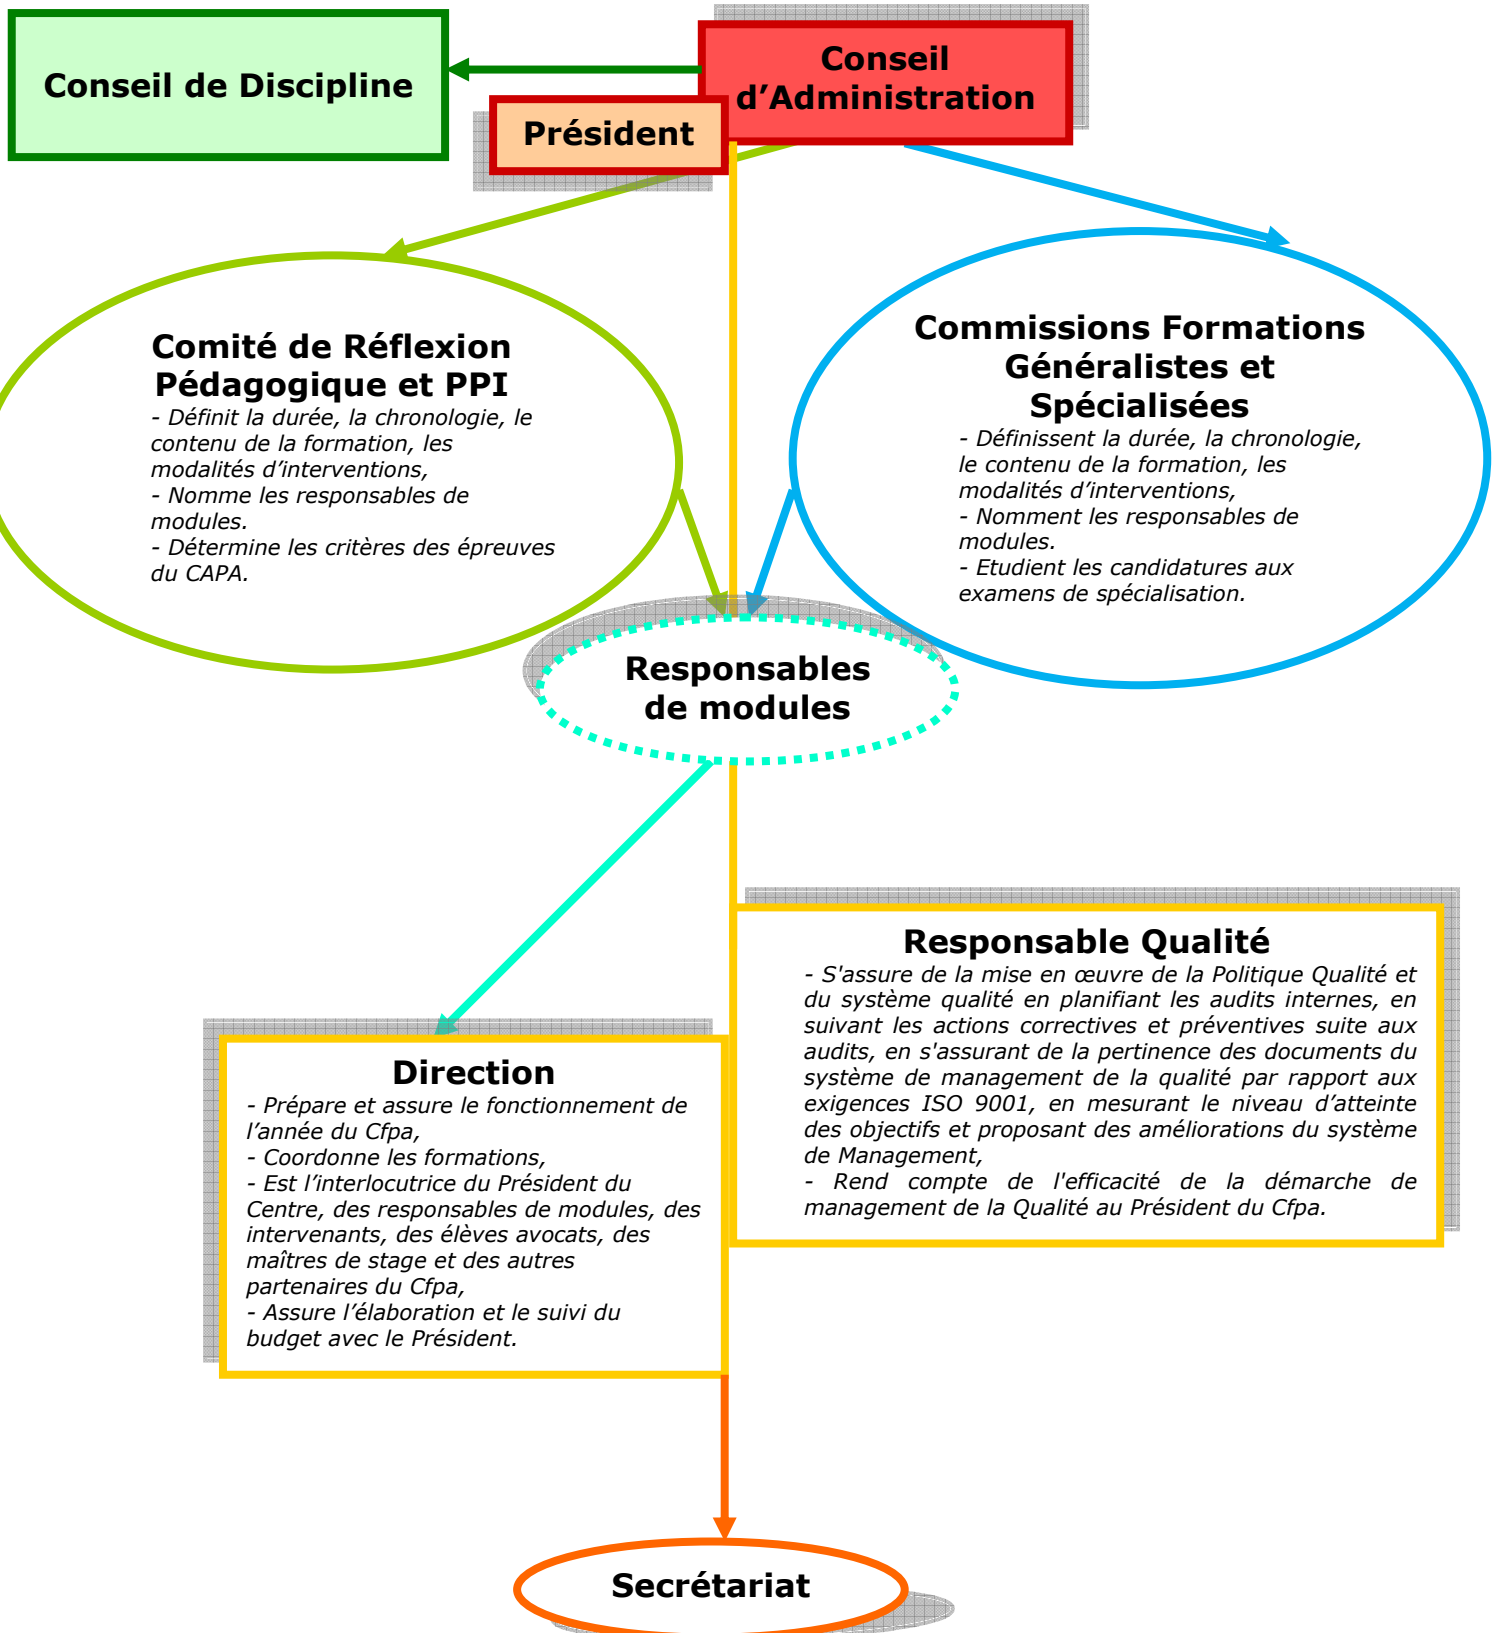 Conseil de Discipline
Conseil
d’Administration
Président
Comité de Réflexion
Pédagogique et PPI
- Définit la durée, la chronologie, le
contenu de la formation, les
modalités d’interventions,
- Nomme les responsables de
modules.
- Détermine les critères des épreuves
du CAPA.
Commissions Formations
Généralistes et
Spécialisées
- Définissent la durée, la chronologie,
le contenu de la formation, les
modalités d’interventions,
- Nomment les responsables de
modules.
- Etudient les candidatures aux
examens de spécialisation.
Responsables
de modules
Responsable Qualité
- S'assure de la mise en œuvre de la Politique Qualité et
du système qualité en planifiant les audits internes, en
suivant les actions correctives et préventives suite aux
audits, en s'assurant de la pertinence des documents du
système de management de la qualité par rapport aux
exigences ISO 9001, en mesurant le niveau d’atteinte
des objectifs et proposant des améliorations du système
de Management,
- Rend compte de l'efficacité de la démarche de
management de la Qualité au Président du Cfpa.
Direction
- Prépare et assure le fonctionnement de
l’année du Cfpa,
- Coordonne les formations,
- Est l’interlocutrice du Président du
Centre, des responsables de modules, des
intervenants, des élèves avocats, des
maîtres de stage et des autres
partenaires du Cfpa,
- Assure l’élaboration et le suivi du
budget avec le Président.
Secrétariat